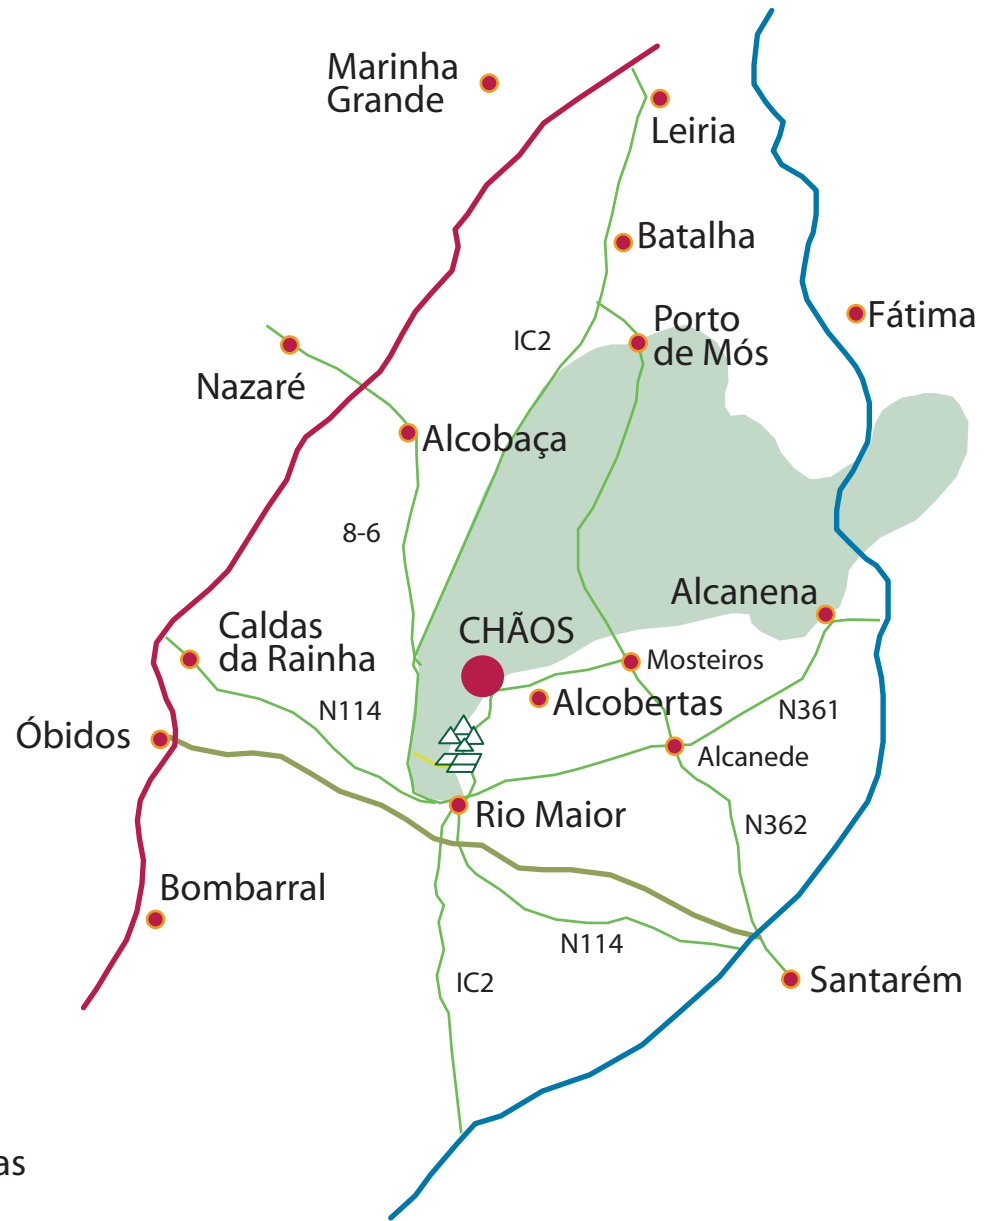 Marinha
Grande
Leiria
Batalha
Fátima
Porto
de Mós
IC2
Nazaré
Alcobaça
8-6
Alcanena
Caldas
da Rainha
CHÃOS
Mosteiros
Alcobertas
N114
N361
Óbidos
Alcanede
Rio Maior
N362
Bombarral
N114
IC2
Santarém
as